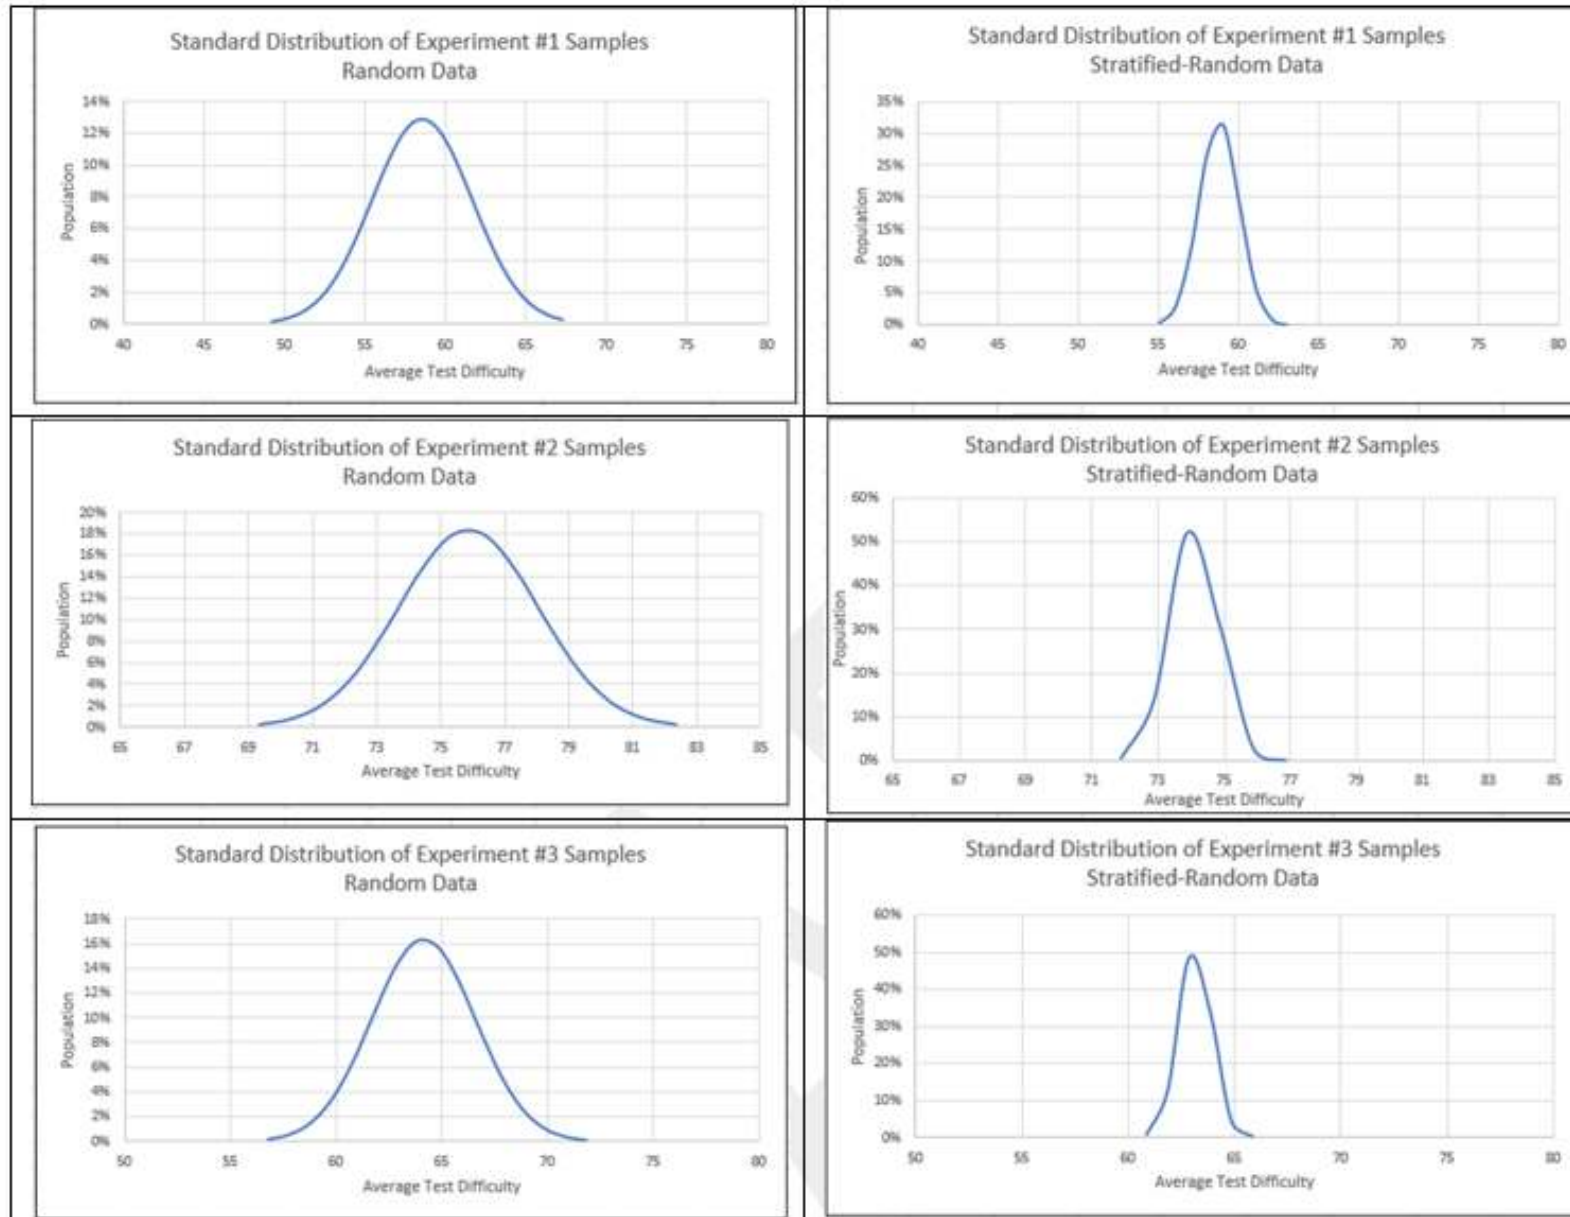 Standard Distribution of Experiment #1 Samples
Random Data
14%
12%
10%
8%
6%
4%
2%
0%
Population
40 45 50 55 60 65 70 75 80
Average Test Difficulty
Standard Distribution of Experiment #1 Samples
Stratified-Random Data
35%
30%
25%
20%
15%
10%
5%
0%
Population
40 45 50 55 60 65 70 75 80
Average Test Difficulty
Standard Distribution of Experiment #2 Samples
Random Data
20%
18%
16%
14%
12%
10%
8%
6%
4%
2%
0%
Population
65 67 69 71 73 75 77 79 81 83 85
Average Test Difficulty
Standard Distribution of Experiment #2 Samples
Stratified-Random Data
60%
50%
40%
30%
20%
10%
0%
Population
65 67 69 71 73 75 77 79 81 83 85
Average Test Difficulty
Standard Distribution of Experiment #3 Samples
Random Data
18%
16%
14%
12%
10%
8%
6%
4%
2%
0%
Population
50 55 60 65 70 75 80
Average Test Difficulty
Standard Distribution of Experiment #3 Samples
Stratified-Random Data
60%
50%
40%
30%
20%
10%
0%
Population
50 55 60 65 70 75 80
Average Test Difficulty